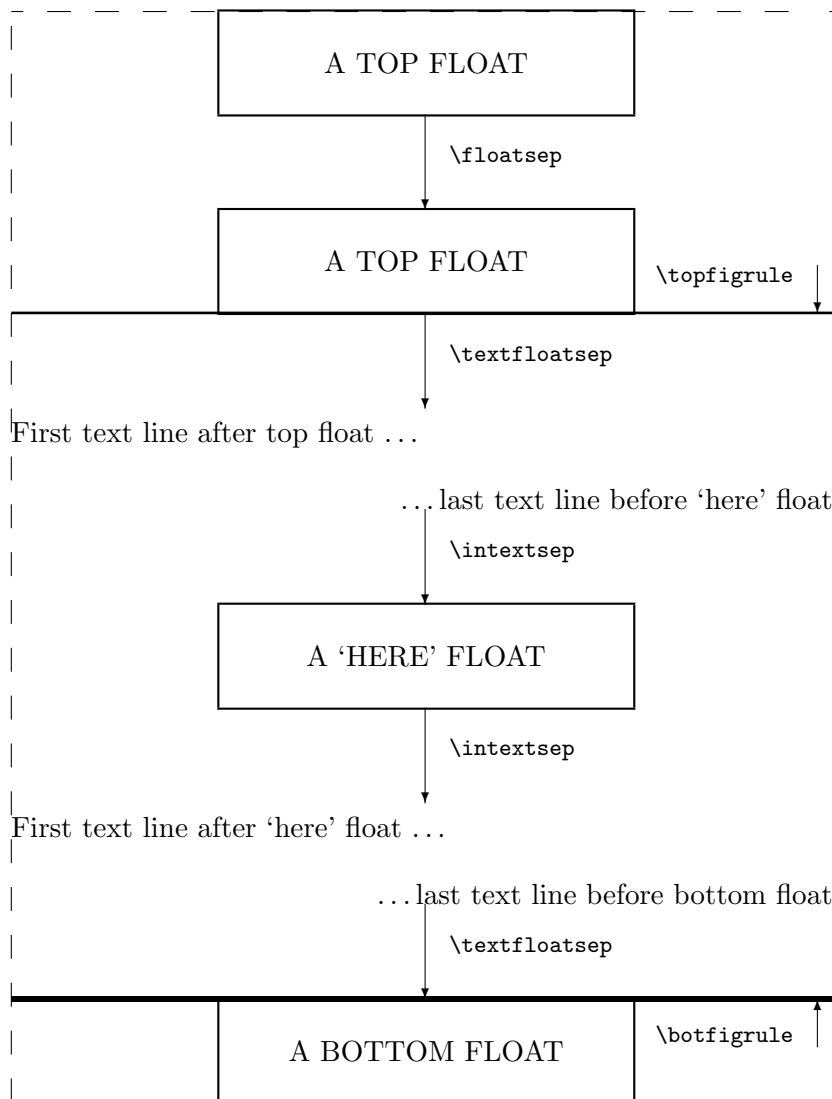 A TOP FLOAT
\floatsep
A TOP FLOAT
\topfigrule
\textfloatsep
First text line after top float …
…last text line before ‘here’ float
\intextsep
A ‘HERE’ FLOAT
\intextsep
First text line after ‘here’ float …
…last text line before bottom float
\textfloatsep
A BOTTOM FLOAT
\botfigrule